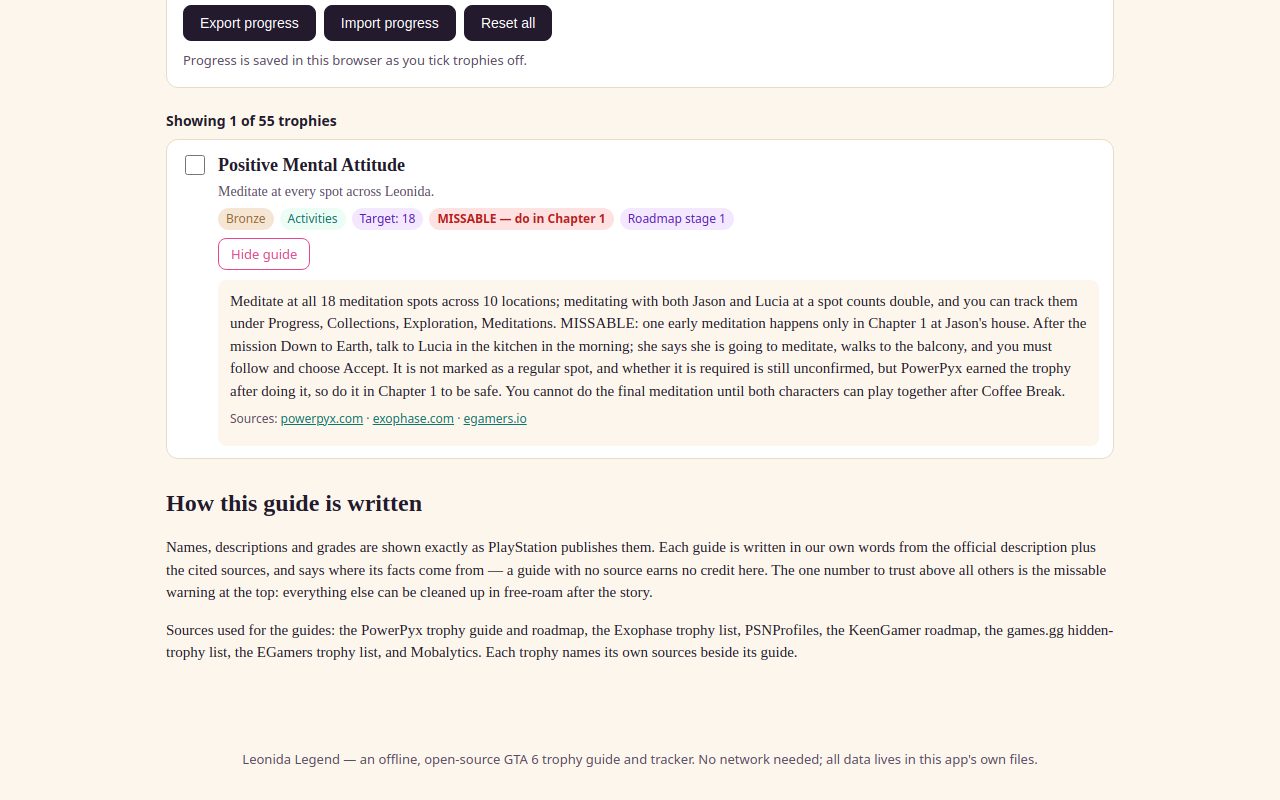 Export progress
Import progress
Reset all
Progress is saved in this browser as you tick trophies off.
Showing 1 of 55 trophies
Positive Mental Attitude
Meditate at every spot across Leonida.
Bronze
Activities
Target: 18
MISSABLE — do in Chapter 1
Roadmap stage 1
Hide guide
Meditate at all 18 meditation spots across 10 locations; meditating with both Jason and Lucia at a spot counts double, and you can track them
under Progress, Collections, Exploration, Meditations. MISSABLE: one early meditation happens only in Chapter 1 at Jason's house. After the
mission Down to Earth, talk to Lucia in the kitchen in the morning; she says she is going to meditate, walks to the balcony, and you must
follow and choose Accept. It is not marked as a regular spot, and whether it is required is still unconfirmed, but PowerPyx earned the trophy
after doing it, so do it in Chapter 1 to be safe. You cannot do the final meditation until both characters can play together after Coffee Break.
Sources: powerpyx.com · exophase.com · egamers.io
How this guide is written
Names, descriptions and grades are shown exactly as PlayStation publishes them. Each guide is written in our own words from the official description plus
the cited sources, and says where its facts come from — a guide with no source earns no credit here. The one number to trust above all others is the missable
warning at the top: everything else can be cleaned up in free-roam after the story.
Sources used for the guides: the PowerPyx trophy guide and roadmap, the Exophase trophy list, PSNProfiles, the KeenGamer roadmap, the games.gg hidden-
trophy list, the EGamers trophy list, and Mobalytics. Each trophy names its own sources beside its guide.
Leonida Legend — an offline, open-source GTA 6 trophy guide and tracker. No network needed; all data lives in this app's own files.